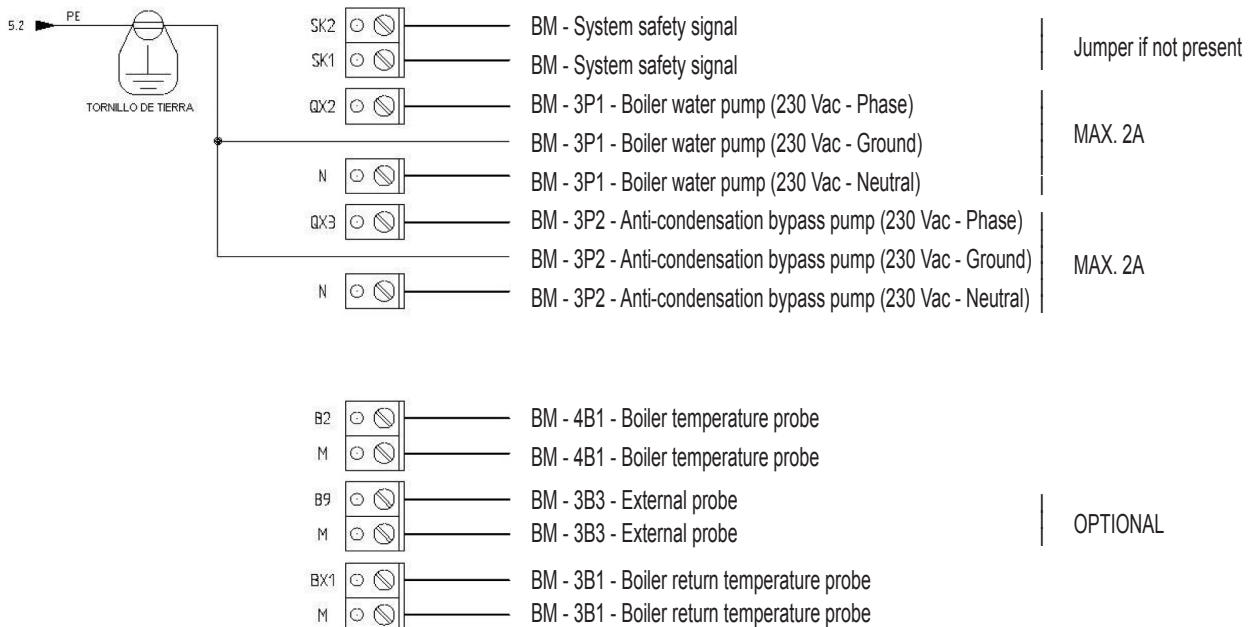 5.2 PE
TORNILLO DE TIERRA
SK2 BM - System safety signal
SK1 BM - System safety signal
Jumper if not present
QX2 BM - 3P1 - Boiler water pump (230 Vac - Phase)
BM - 3P1 - Boiler water pump (230 Vac - Ground)
MAX. 2A
N BM - 3P1 - Boiler water pump (230 Vac - Neutral)
QX3 BM - 3P2 - Anti-condensation bypass pump (230 Vac - Phase)
BM - 3P2 - Anti-condensation bypass pump (230 Vac - Ground)
MAX. 2A
N BM - 3P2 - Anti-condensation bypass pump (230 Vac - Neutral)
B2 BM - 4B1 - Boiler temperature probe
M BM - 4B1 - Boiler temperature probe
B9 BM - 3B3 - External probe
M BM - 3B3 - External probe
OPTIONAL
BX1 BM - 3B1 - Boiler return temperature probe
M BM - 3B1 - Boiler return temperature probe